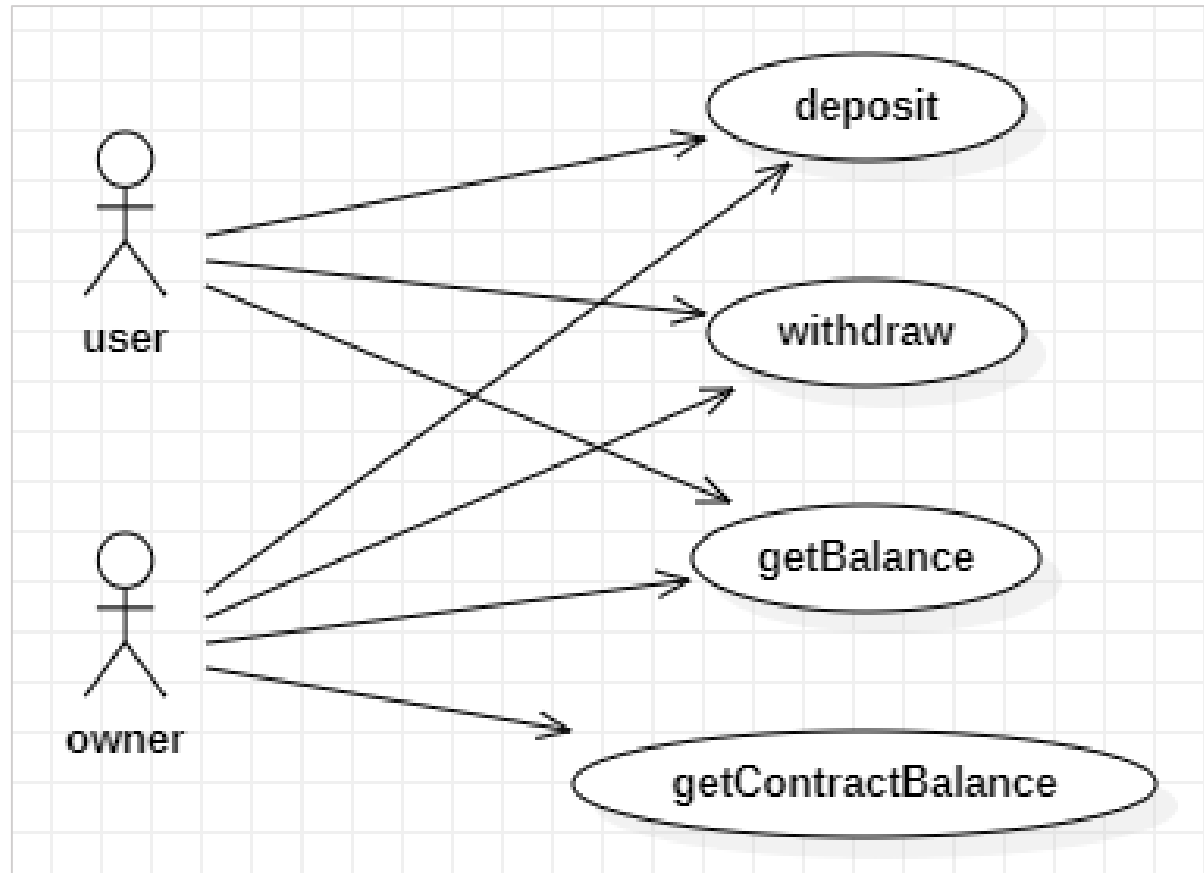 deposit
user
withdraw
getBalance
owner
getContractBalance